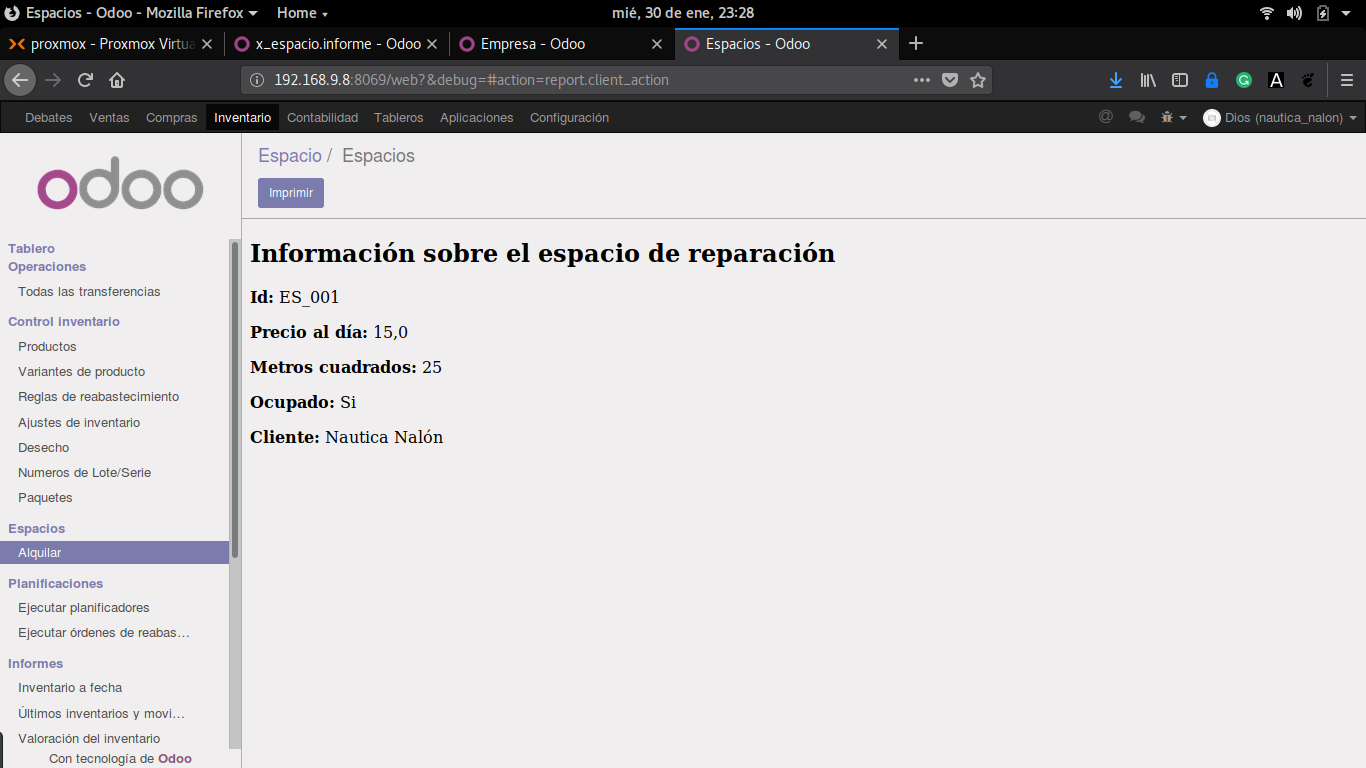 Espacios - Odoo - Mozilla Firefox Home mié, 30 de ene, 23:28
proxmox - Proxmox Virtua x_espacio.informe - Odoo Empresa - Odoo Espacios - Odoo
192.168.9.8:8069/web?&debug=#action=report.client_action
Debates Ventas Compras Inventario Contabilidad Tableros Aplicaciones Configuración @ Dios (nautica_nalon)
odoo
Tablero
Operaciones
Todas las transferencias
Control inventario
Productos
Variantes de producto
Reglas de reabastecimiento
Ajustes de inventario
Desecho
Numeros de Lote/Serie
Paquetes
Espacios
Alquilar
Planificaciones
Ejecutar planificadores
Ejecutar órdenes de reabas…
Informes
Inventario a fecha
Últimos inventarios y movi…
Valoración del inventario
Con tecnología de Odoo
Espacio / Espacios
Imprimir
Información sobre el espacio de reparación
Id: ES_001
Precio al día: 15,0
Metros cuadrados: 25
Ocupado: Si
Cliente: Nautica Nalón